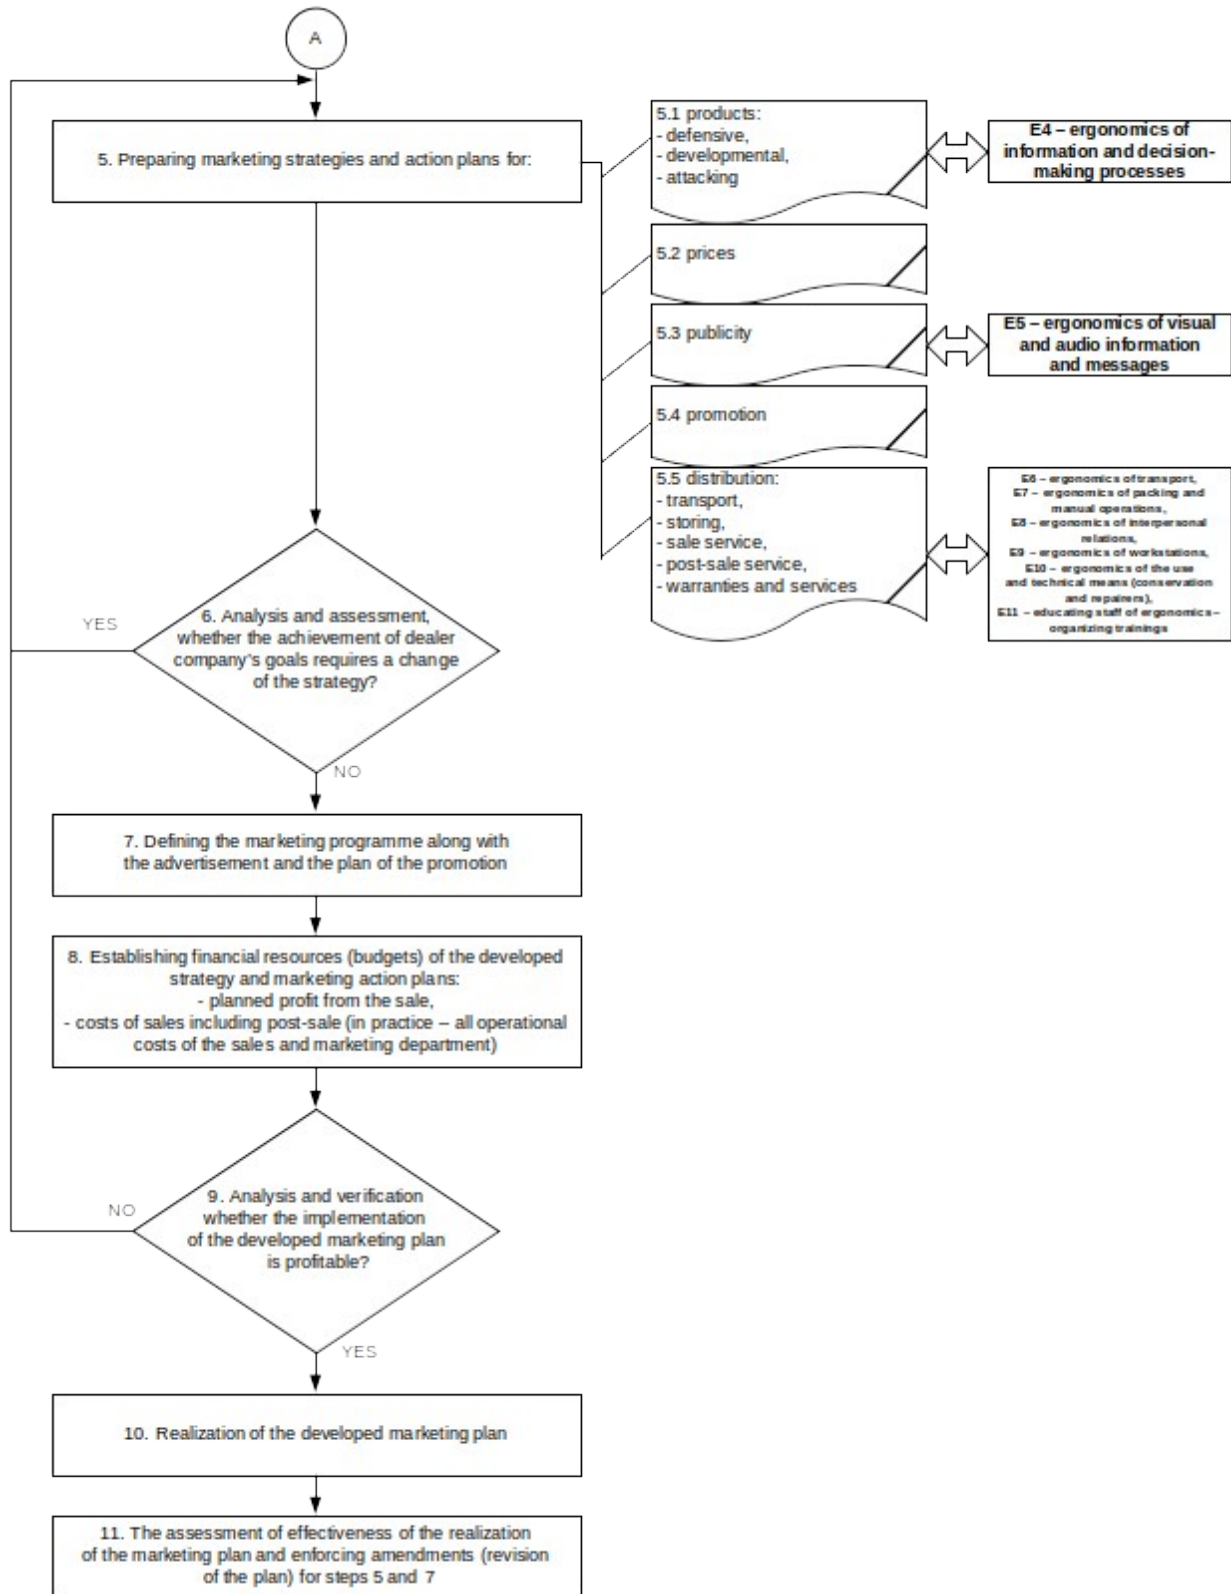 A
5. Preparing marketing strategies and action plans for:
5.1 products:
- defensive,
- developmental,
- attacking
E4 – ergonomics of
information and decision-
making processes
5.2 prices
5.3 publicity
E5 – ergonomics of visual
and audio information
and messages
5.4 promotion
5.5 distribution:
- transport,
- storing,
- sale service,
- post-sale service,
- warranties and services
E6 – ergonomics of transport,
E7 – ergonomics of packing and
manual operations,
E8 – ergonomics of interpersonal
relations,
E9 – ergonomics of workstations,
E10 – ergonomics of the use
and technical means (conservation
and repairers),
E11 – educating staff of ergonomics–
organizing trainings
YES
6. Analysis and assessment,
whether the achievement of dealer
company's goals requires a change
of the strategy?
NO
7. Defining the marketing programme along with
the advertisement and the plan of the promotion
8. Establishing financial resources (budgets) of the developed
strategy and marketing action plans:
- planned profit from the sale,
- costs of sales including post-sale (in practice – all operational
costs of the sales and marketing department)
NO
9. Analysis and verification
whether the implementation
of the developed marketing plan
is profitable?
YES
10. Realization of the developed marketing plan
11. The assessment of effectiveness of the realization
of the marketing plan and enforcing amendments (revision
of the plan) for steps 5 and 7